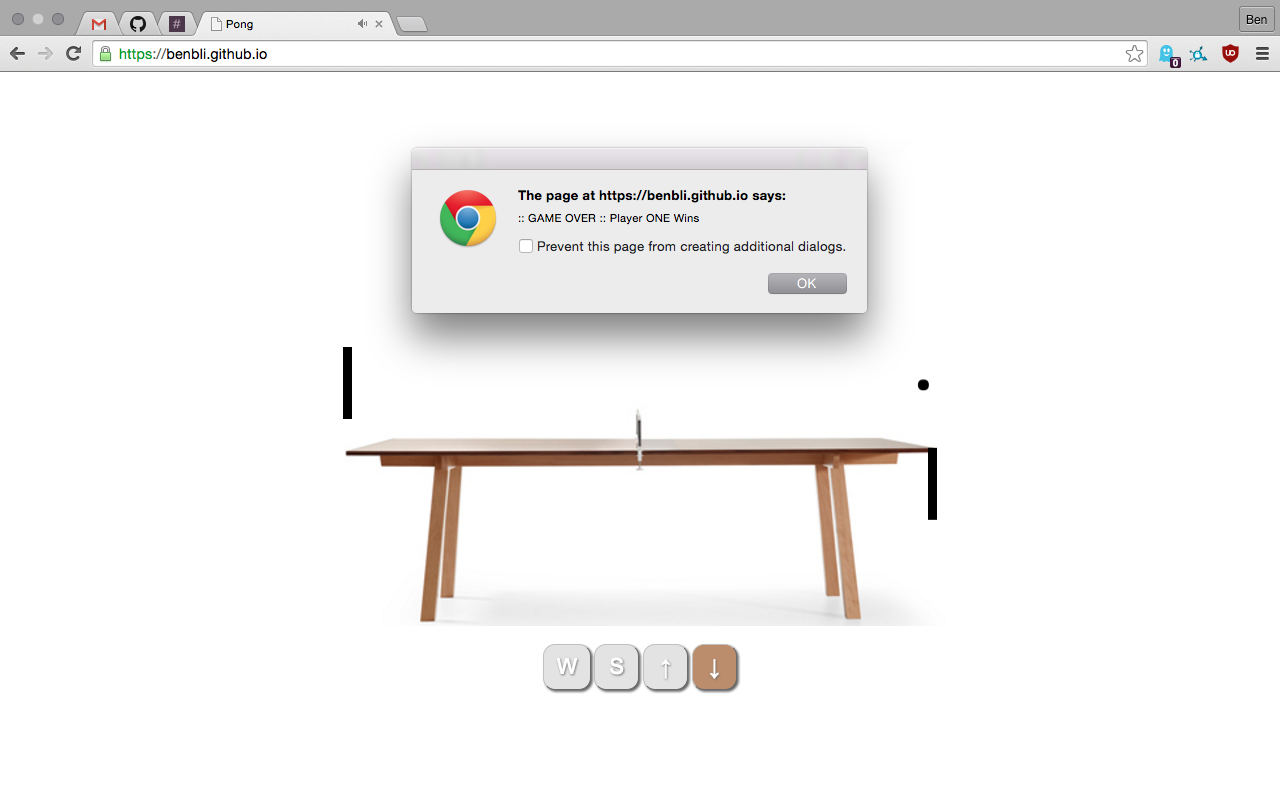 # Pong
Ben
https://benbli.github.io
0
The page at https://benbli.github.io says:
:: GAME OVER :: Player ONE Wins
Prevent this page from creating additional dialogs.
OK
W S ↑ ↓